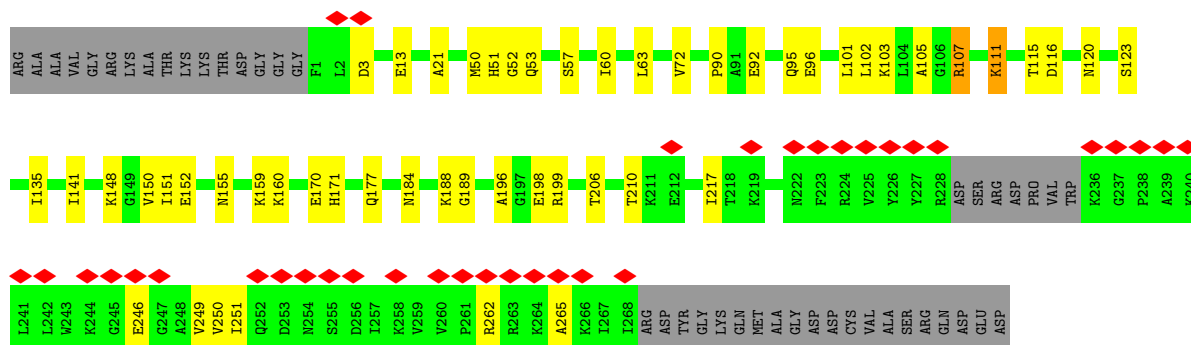 ARG ALA ALA VAL GLY ARG LYS ALA THR LYS LYS THR ASP GLY GLY GLY F1 L2 D3 E13 A21 M50 H51 G52 Q53 S57 I60 L63 V72 P90 A91 E92 Q95 E96 L101 L102 K103 L104 A105 G106 R107 K111 T115 D116 N120 S123
I135 I141 K148 G149 V150 I151 E152 N155 K159 K160 E170 H171 Q177 N184 K188 G189 A196 G197 E198 R199 T206 T210 K211 E212 I217 T218 K219 N222 F223 R224 V225 Y226 Y227 R228 ASP SER ARG ASP PRO VAL TRP K236 G237 P238 A239 K240
L241 L242 W243 K244 G245 E246 G247 A248 V249 V250 I251 Q252 D253 N254 S255 D256 I257 K258 V259 V260 P261 R262 R263 K264 A265 K266 I267 I268 ARG ASP TYR GLY LYS GLN MET ALA GLY ASP ASP CYS VAL ALA SER ARG GLN ASP GLU ASP